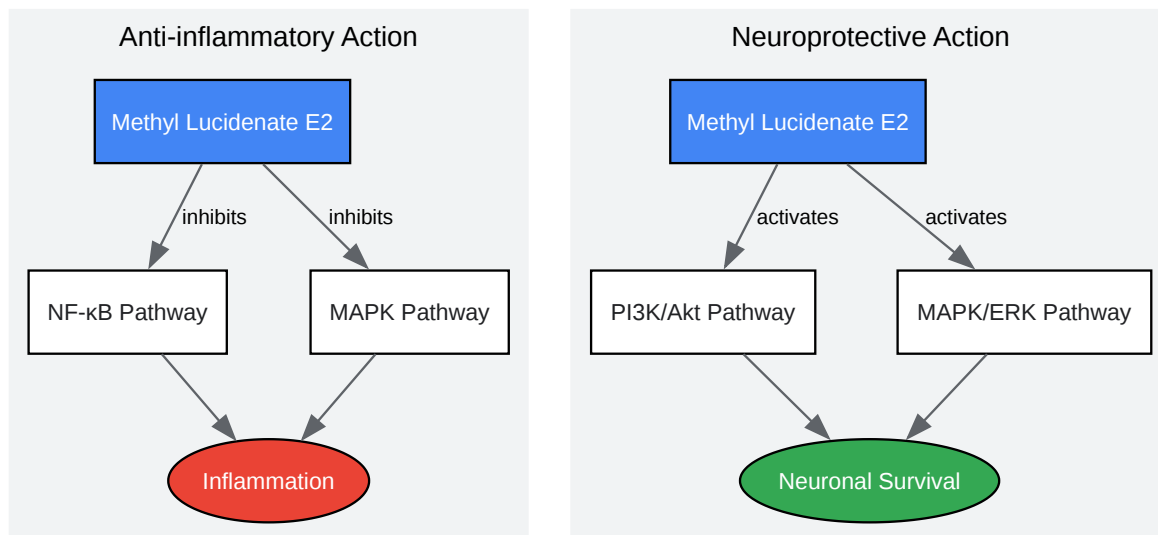 Anti-inflammatory Action
Methyl Lucidenate E2
inhibits
inhibits
NF-κB Pathway
MAPK Pathway
Inflammation
Neuroprotective Action
Methyl Lucidenate E2
activates
activates
PI3K/Akt Pathway
MAPK/ERK Pathway
Neuronal Survival